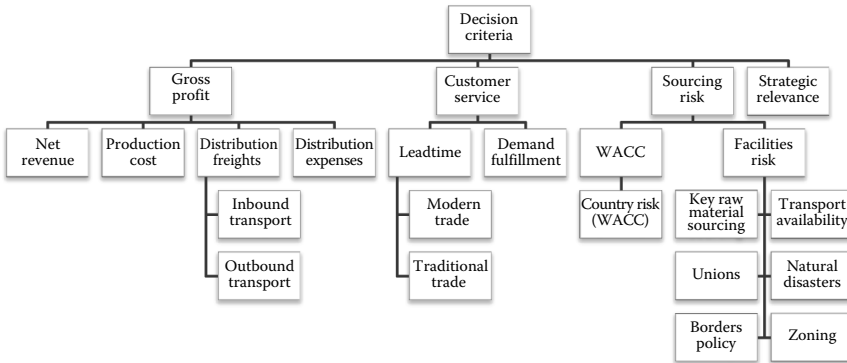 Decision
criteria
Gross
profit
Customer
service
Sourcing
risk
Strategic
relevance
Net
revenue
Production
cost
Distribution
freights
Distribution
expenses
Leadtime
Demand
fulfillment
WACC
Facilities
risk
Inbound
transport
Modern
trade
Country risk
(WACC)
Key raw
material
sourcing
Transport
availability
Outbound
transport
Traditional
trade
Unions
Natural
disasters
Borders
policy
Zoning